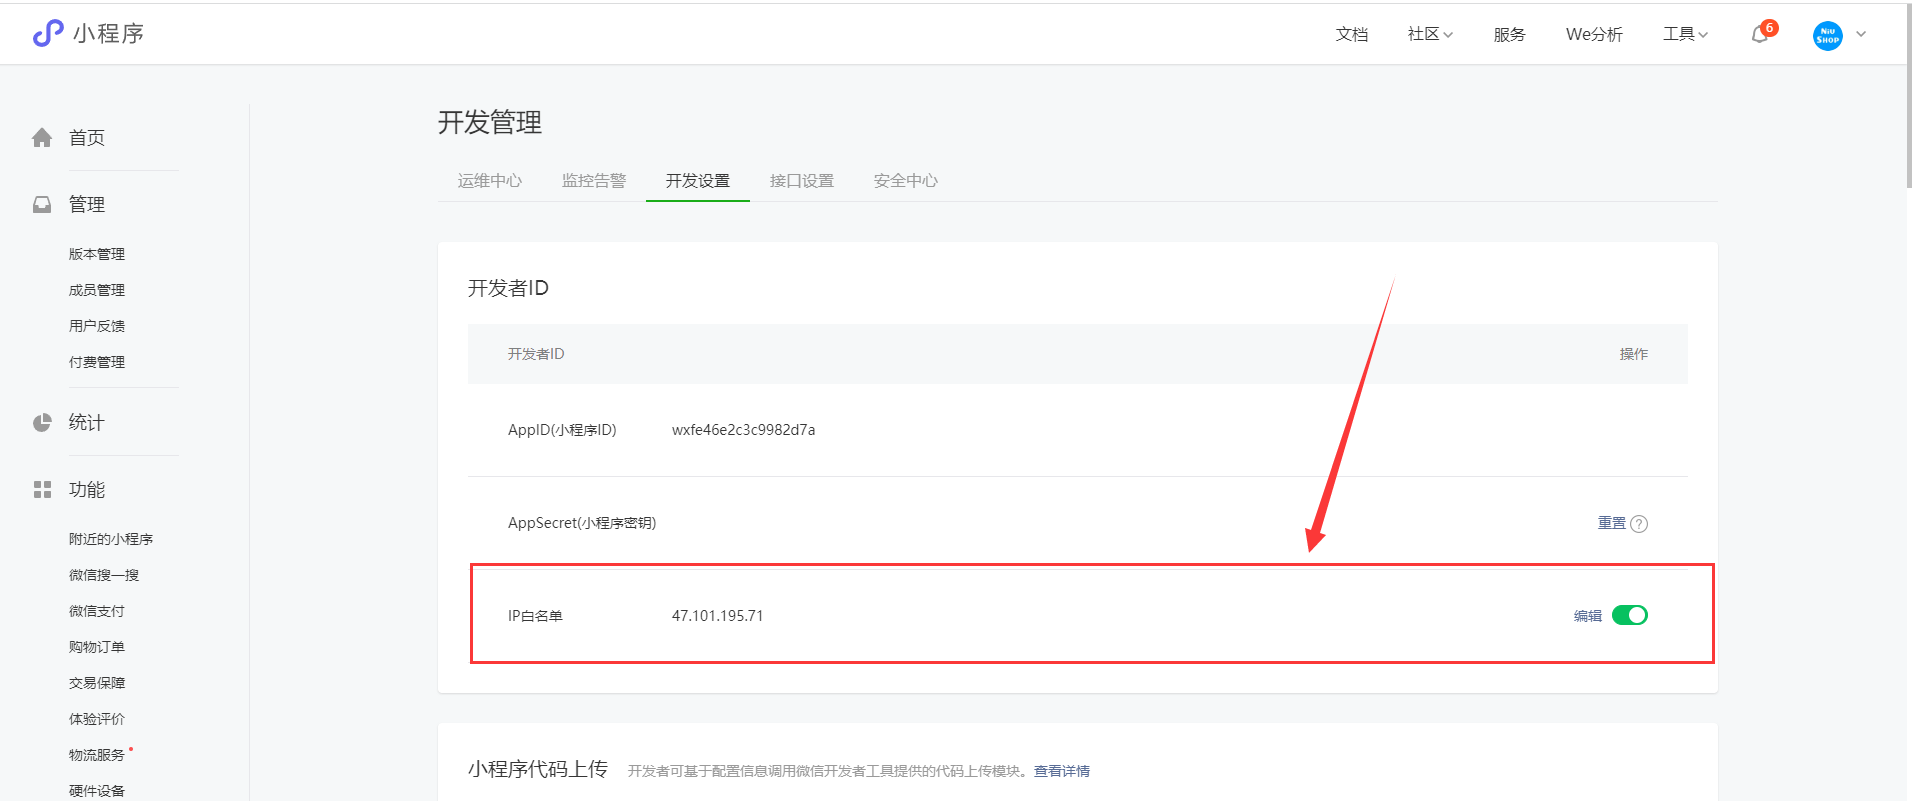 小程序
文档 社区 服务 We分析 工具 6 NIU SHOP
首页
管理
版本管理
成员管理
用户反馈
付费管理
统计
功能
附近的小程序
微信搜一搜
微信支付
购物订单
交易保障
体验评价
物流服务
硬件设备
开发管理
运维中心 监控告警 开发设置 接口设置 安全中心
开发者ID
开发者ID 操作
AppID(小程序ID) wxfe46e2c3c9982d7a
AppSecret(小程序密钥) 重置 ?
IP白名单 47.101.195.71 编辑
小程序代码上传 开发者可基于配置信息调用微信开发者工具提供的代码上传模块。查看详情